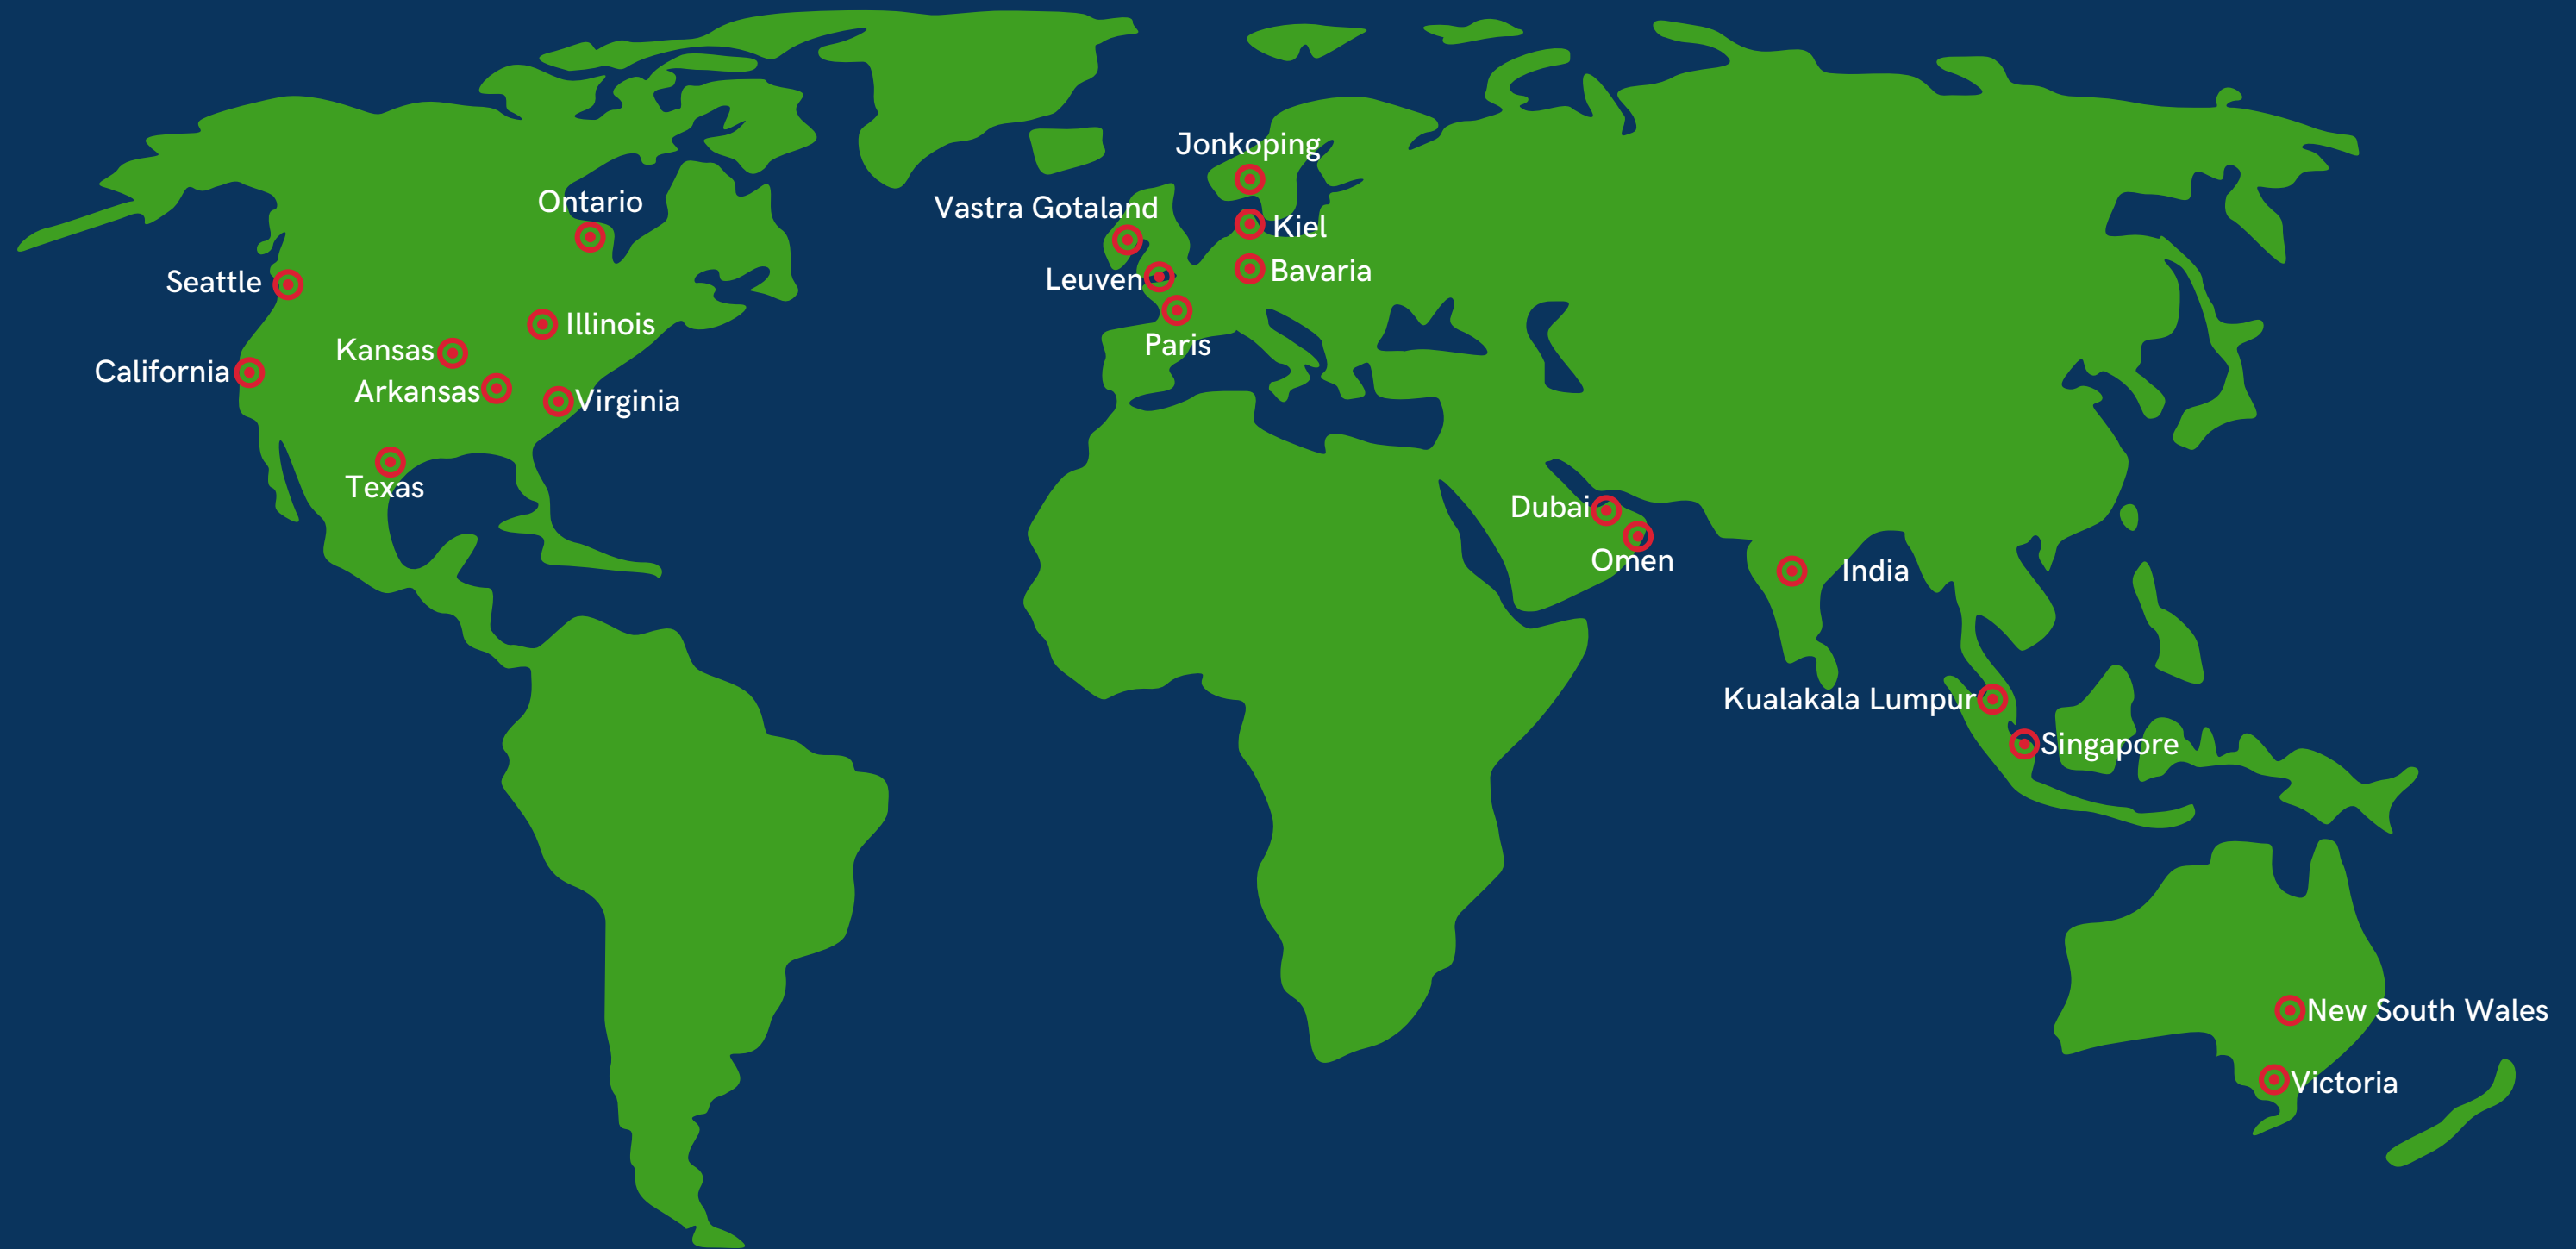 Jonkoping
Ontario
Vastra Gotaland
Kiel
Seattle
Leuven
Bavaria
Illinois
Kansas
Paris
California
Arkansas
Virginia
Texas
Dubai
Omen
India
Kualakala Lumpur
Singapore
New South Wales
Victoria